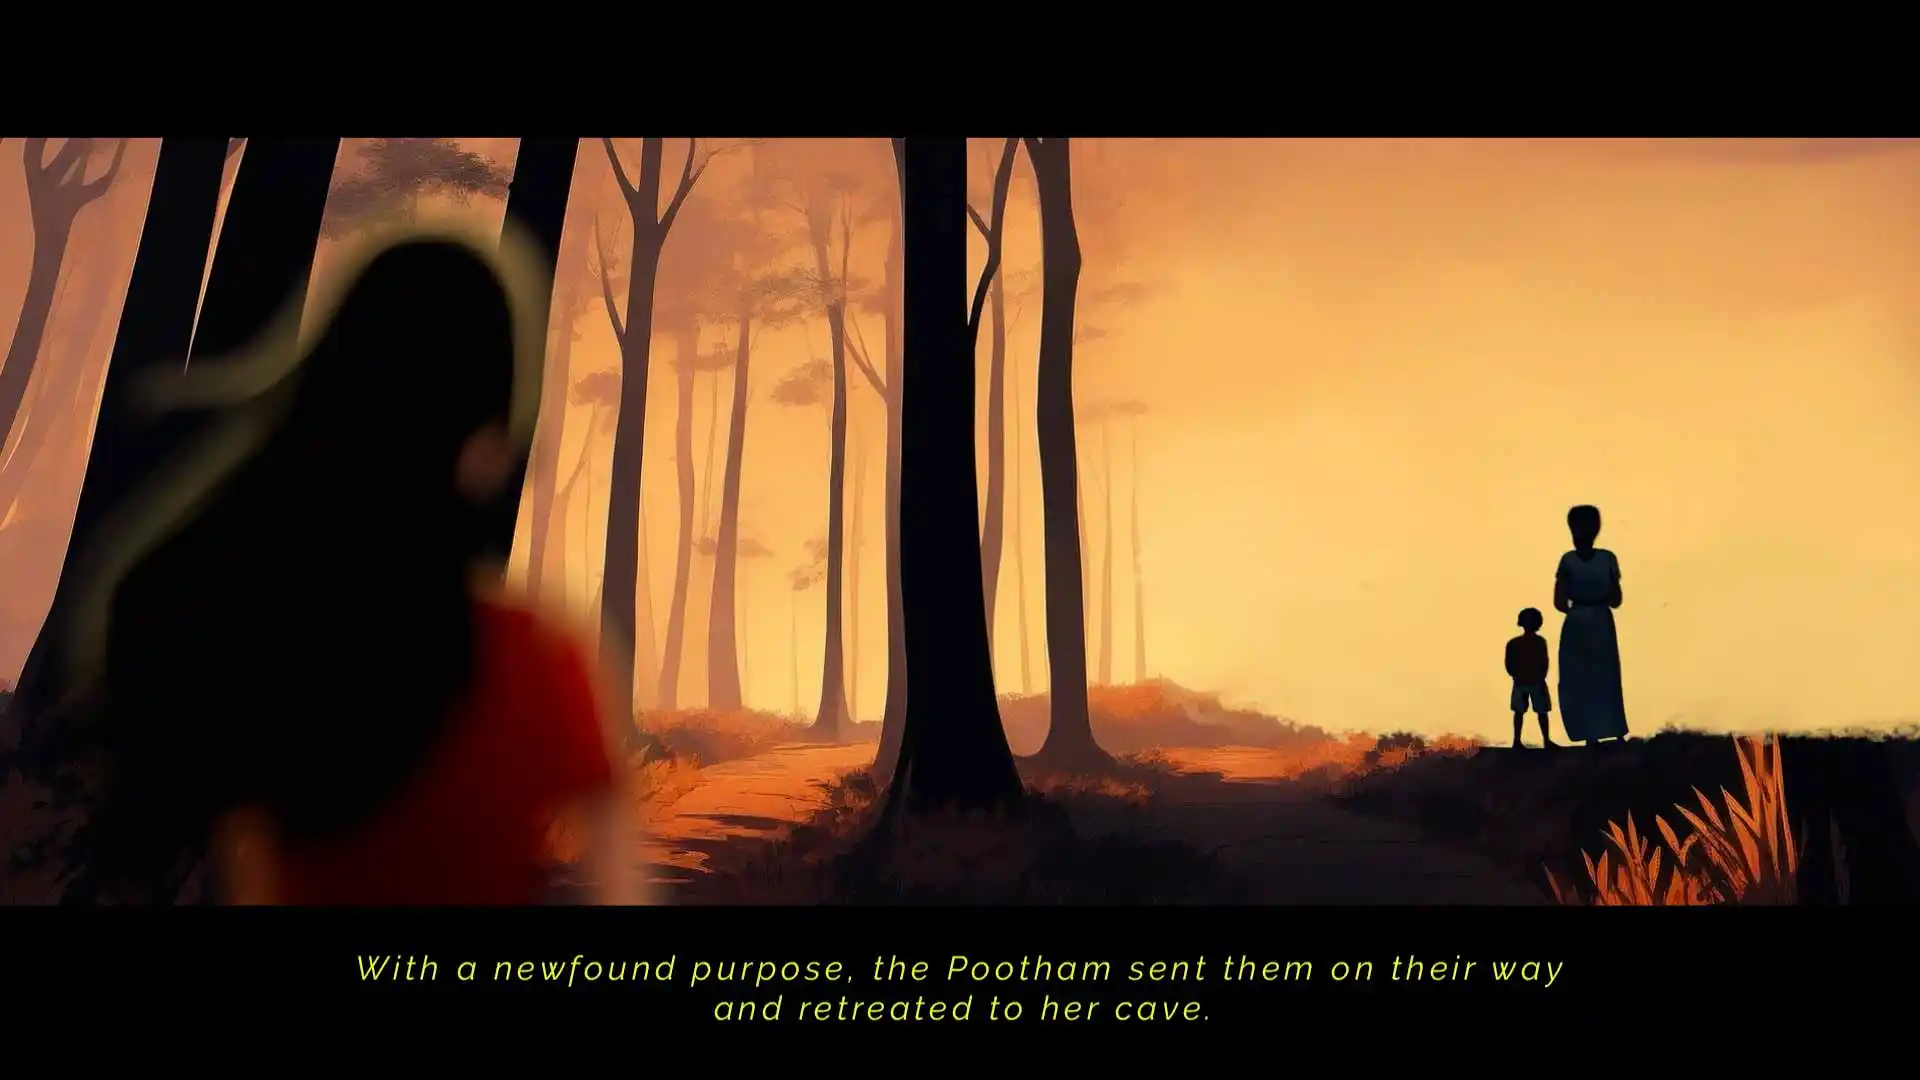 With a newfound purpose, the Pootham sent them on their way
and retreated to her cave.